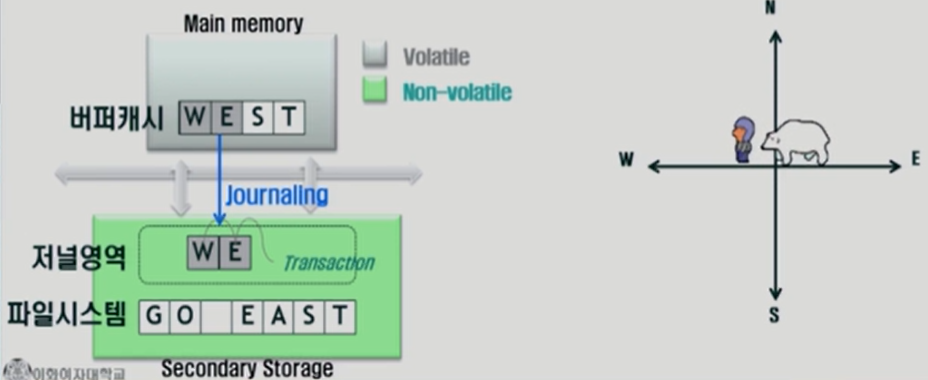 Main memory
Volatile
Non-volatile
버퍼캐시 W E S T
Journaling
저널영역 W E Transaction
파일시스템 G O E A S T
Secondary Storage
이화여자대학교
N
W E
S